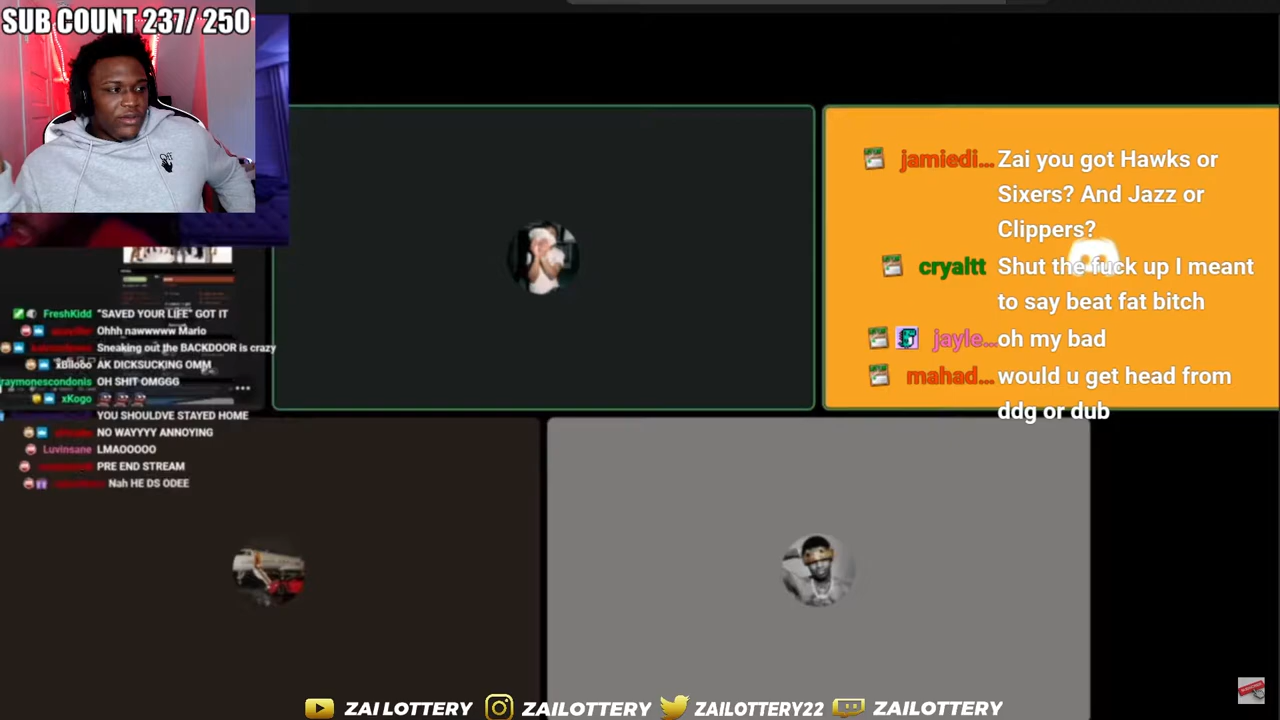 SUB COUNT 237/ 250
jamiedi... Zai you got Hawks or
Sixers? And Jazz or
Clippers?
cryaltt Shut the fuck up I meant
to say beat fat bitch
jayle... oh my bad
mahad... would u get head from
ddg or dub
FreshKidd "SAVED YOUR LIFE" GOT IT
Ohhh nawwwww Mario
Sneaking out the BACKDOOR is crazy
xBilooo AK DICKSUCKING OMM
raymonescondonis OH SHIT OMGGG
xKogo
YOU SHOULDVE STAYED HOME
NO WAYYYY ANNOYING
Luvinsane LMAOOOOO
PRE END STREAM
Nah HE DS ODEE
ZAI LOTTERY ZAILOTTERY ZAILOTTERY22 ZAILOTTERY